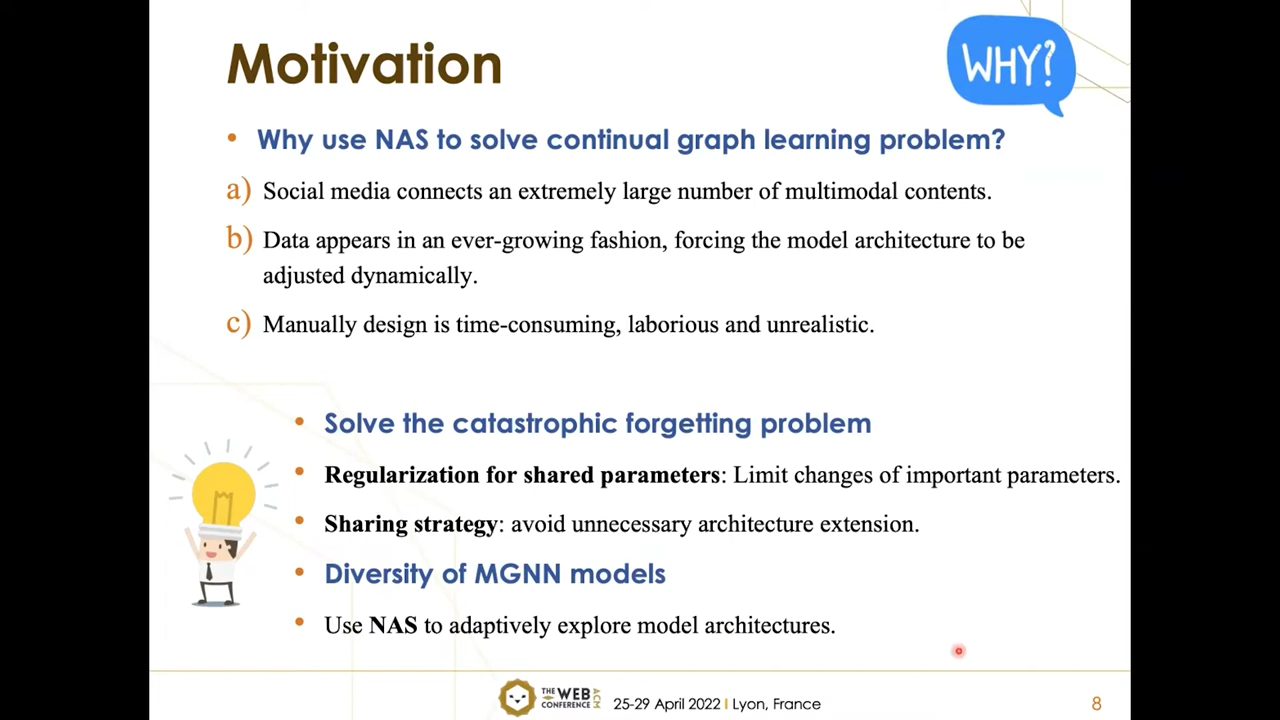 Motivation
WHY?
• Why use NAS to solve continual graph learning problem?
a) Social media connects an extremely large number of multimodal contents.
b) Data appears in an ever-growing fashion, forcing the model architecture to be
adjusted dynamically.
c) Manually design is time-consuming, laborious and unrealistic.
• Solve the catastrophic forgetting problem
• Regularization for shared parameters: Limit changes of important parameters.
• Sharing strategy: avoid unnecessary architecture extension.
• Diversity of MGNN models
• Use NAS to adaptively explore model architectures.
THE WEB CONFERENCE ACM
25-29 April 2022 I Lyon, France
8